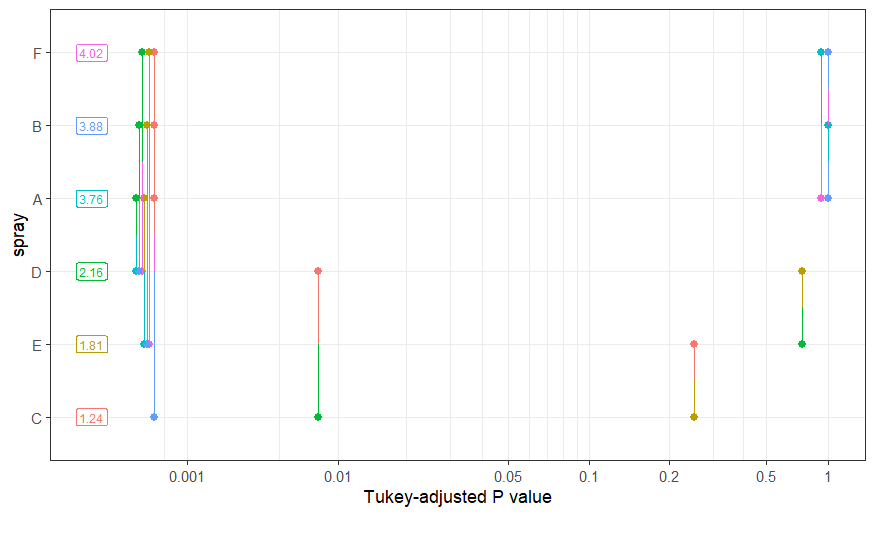 F 4.02
B 3.88
A 3.76
spray
D 2.16
E 1.81
C 1.24
0.001 0.01 0.05 0.1 0.2 0.5 1
Tukey-adjusted P value